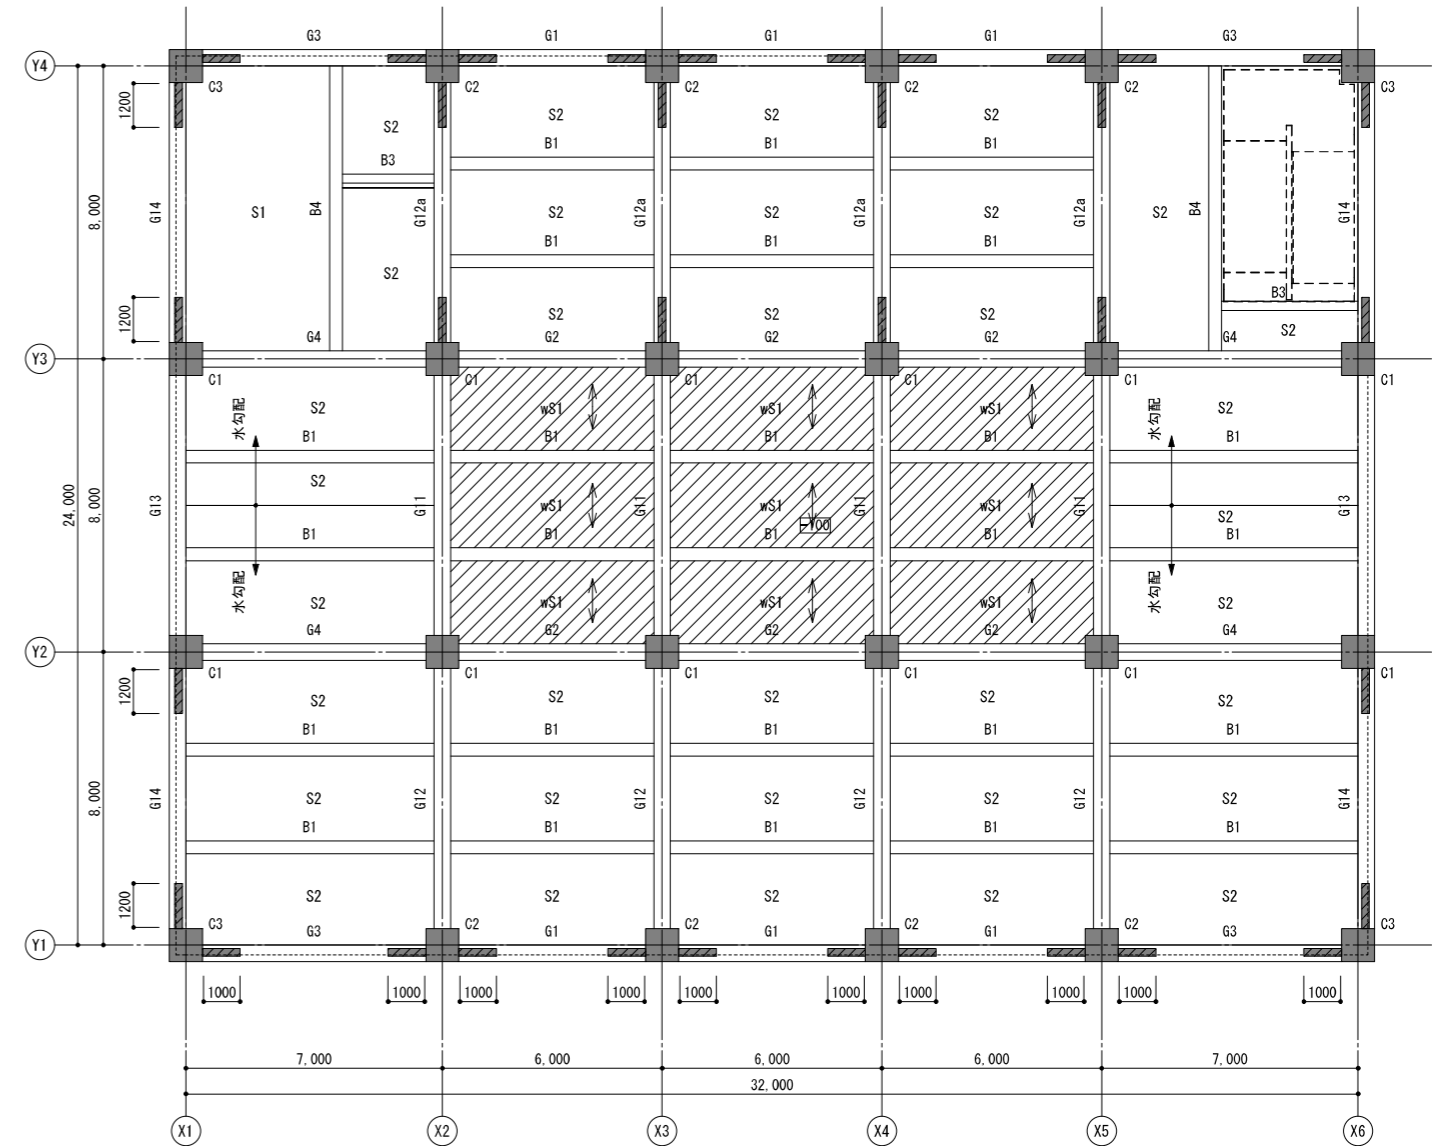 G3 G1 G1 G1 G3
Y4
C3 C2 C2 C2 C2 C3
1200
S2 S2 S2 S2
B3 B1 B1 B1
8,000
G14 S1 B4 G12a S2 G12a S2 G12a S2 G12a S2 B4 G14
B1 B1 B1
S2
B3
1200
S2 S2 S2 S2
G4 G2 G2 G2 G4
Y3
C1 C1 C1 C1 C1 C1
水勾配 S2 wS1 wS1 wS1 水勾配 S2
B1 B1 B1 B1 B1
S2
24,000
8,000
G13 G11 wS1 G11 wS1 G11 wS1 G11 G13
S2
-100
B1 B1 B1 B1 B1
水勾配 S2 wS1 wS1 wS1 水勾配 S2
G4 G2 G2 G2 G4
Y2
C1 C1 C1 C1 C1 C1
1200
S2 S2 S2 S2 S2
B1 B1 B1 B1 B1
8,000
G14 S2 G12 S2 G12 S2 G12 S2 G12 S2 G14
B1 B1 B1 B1 B1
1200
S2 S2 S2 S2 S2
C3 C2 C2 C2 C2 C3
G3 G1 G1 G1 G3
Y1
1000 1000 1000 1000 1000 1000 1000 1000 1000 1000
7,000 6,000 6,000 6,000 7,000
32,000
X1 X2 X3 X4 X5 X6